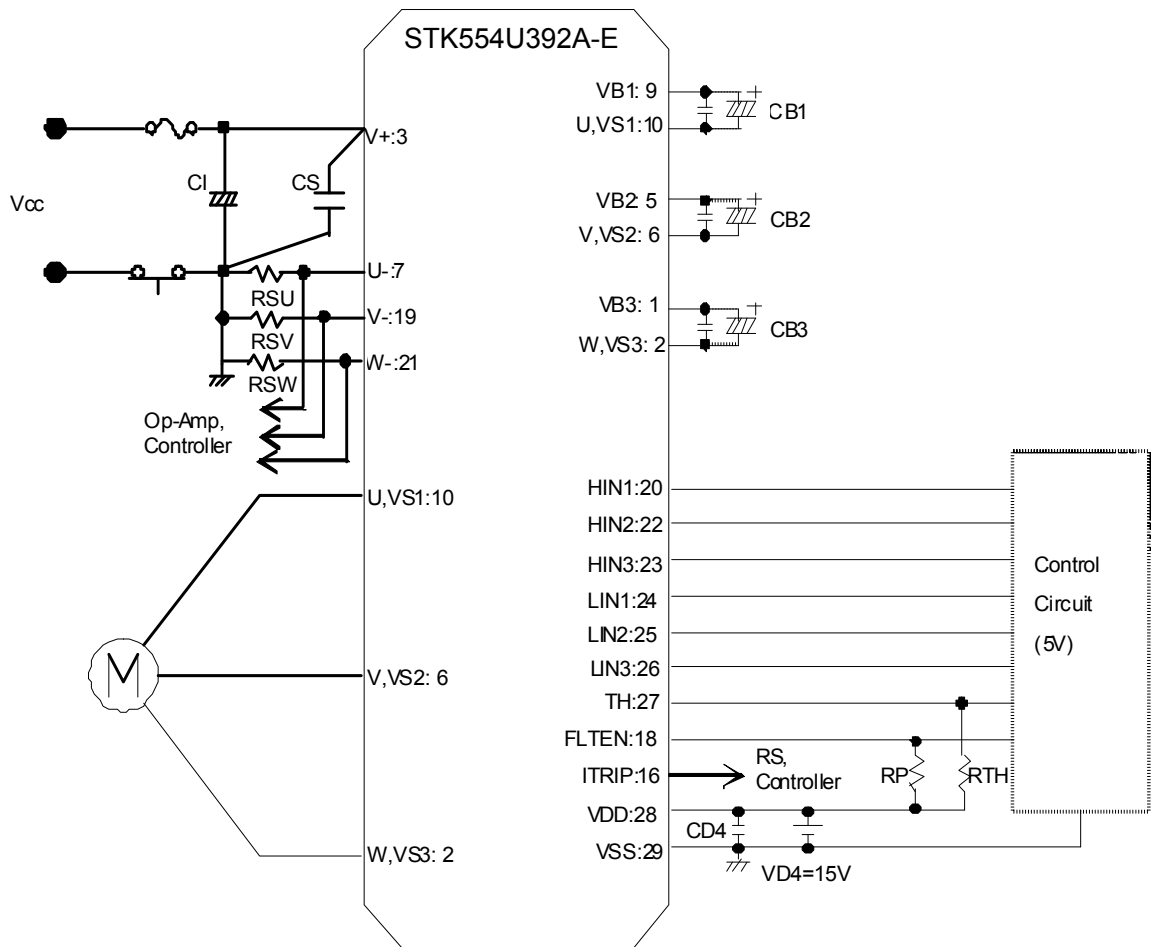 STK554U392A-E
VB1: 9
CB1
U,VS1:10
V+:3
CI
CS
Vcc
VB2: 5
CB2
V,VS2: 6
U-:7
RSU
V-:19
RSV
W-:21
RSW
VB3: 1
CB3
W,VS3: 2
Op-Amp,
Controller
U,VS1:10
V,VS2: 6
W,VS3: 2
M
HIN1:20
HIN2:22
HIN3:23
LIN1:24
LIN2:25
LIN3:26
TH:27
FLTEN:18
ITRIP:16
VDD:28
VSS:29
RS,
Controller
RP
RTH
CD4
VD4=15V
Control
Circuit
(5V)
+
+
+